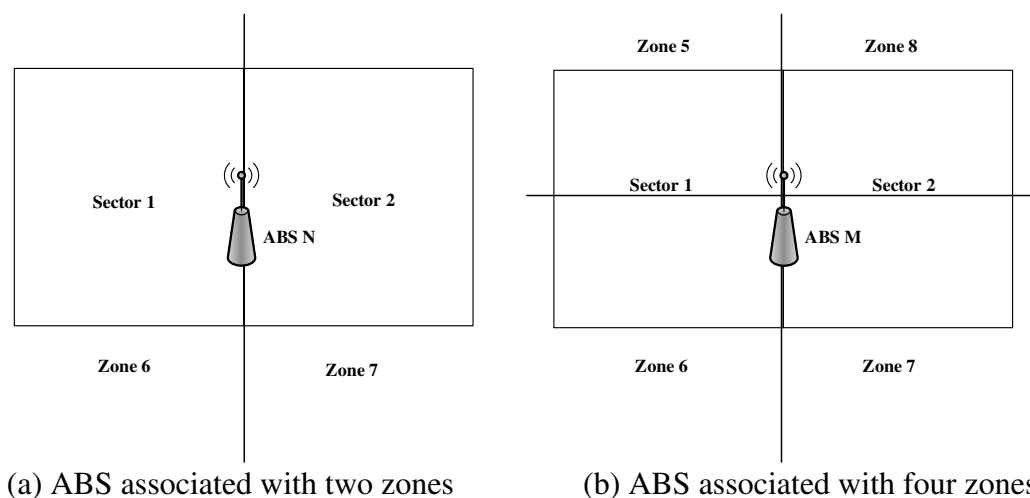 Zone 5
Zone 8
Sector 1
Sector 2
ABS N
Zone 6
Zone 7
Sector 1
Sector 2
ABS M
Zone 6
Zone 7
(a) ABS associated with two zones
(b) ABS associated with four zones